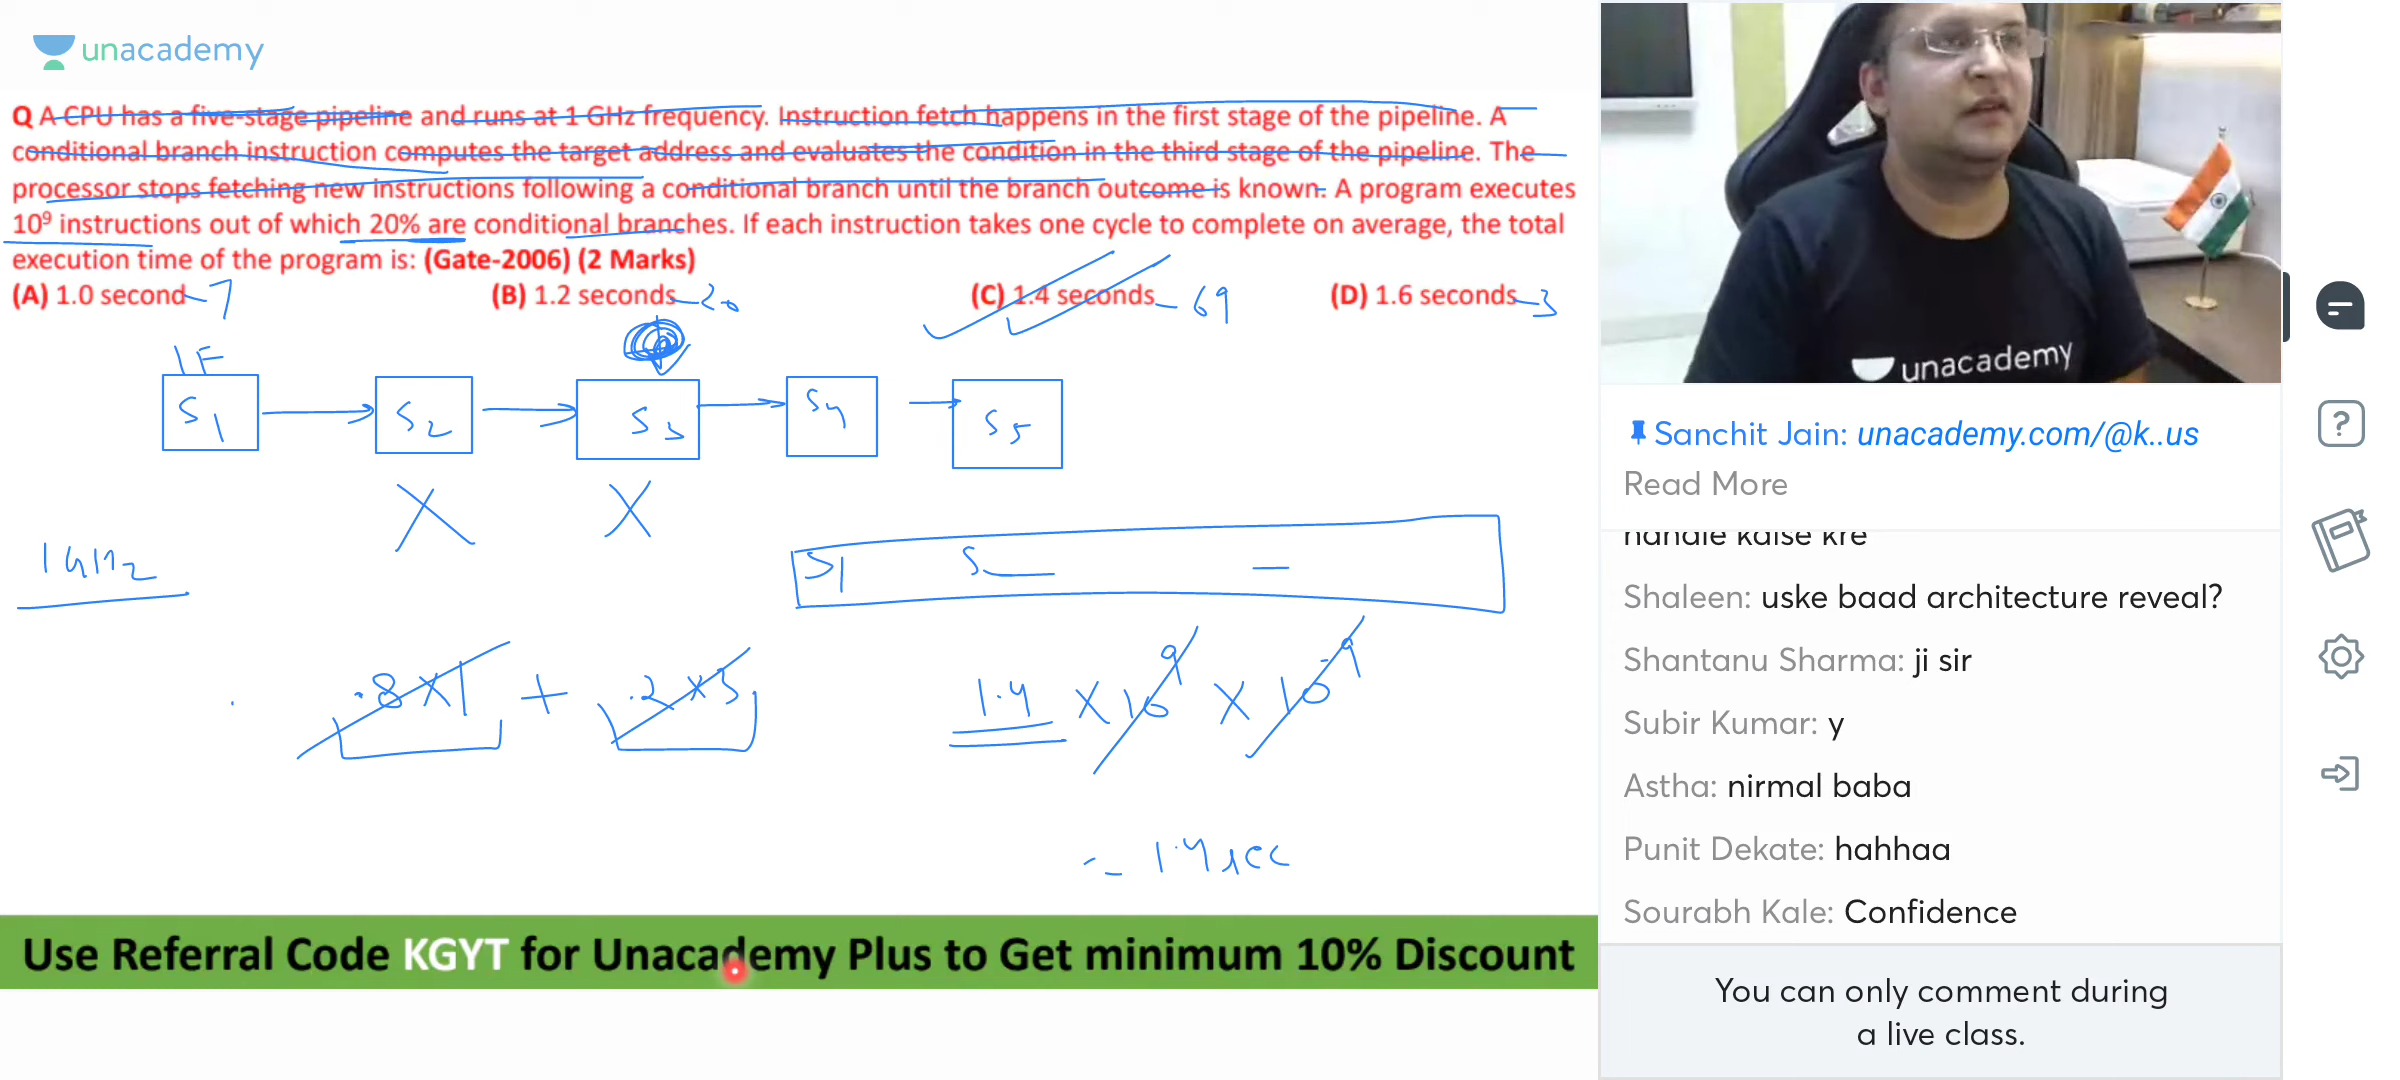 unacademy
Q A CPU has a five-stage pipeline and runs at 1 GHz frequency. Instruction fetch happens in the first stage of the pipeline. A
conditional branch instruction computes the target address and evaluates the condition in the third stage of the pipeline. The
processor stops fetching new instructions following a conditional branch until the branch outcome is known. A program executes
10⁹ instructions out of which 20% are conditional branches. If each instruction takes one cycle to complete on average, the total
execution time of the program is: (Gate-2006) (2 Marks)
(A) 1.0 second - 7 (B) 1.2 seconds - 20 (C) 1.4 seconds - 69 (D) 1.6 seconds - 3
IF
S1 S2 S3 S4 S5
X X
1 GHz
S1 S —
.8 X 1 + .2 X 3 1.4 X 10⁹ X 10⁻⁹
= 1.4 sec
Use Referral Code KGYT for Unacademy Plus to Get minimum 10% Discount
unacademy
Sanchit Jain: unacademy.com/@k..us
Read More
handle kaise kre
Shaleen: uske baad architecture reveal?
Shantanu Sharma: ji sir
Subir Kumar: y
Astha: nirmal baba
Punit Dekate: hahhaa
Sourabh Kale: Confidence
You can only comment during
a live class.